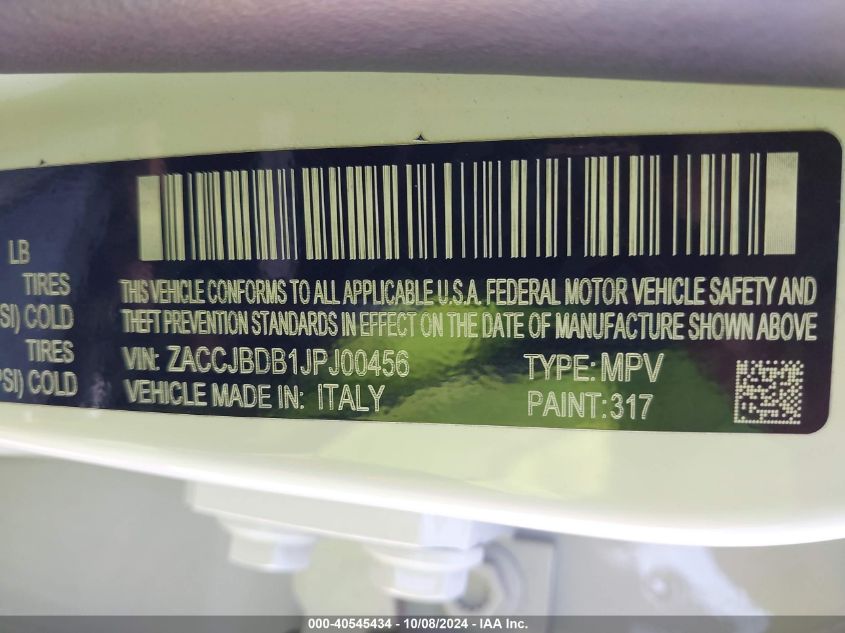 LB
TIRES
SI) COLD
TIRES
PSI) COLD
THIS VEHICLE CONFORMS TO ALL APPLICABLE U.S.A. FEDERAL MOTOR VEHICLE SAFETY AND
THEFT PREVENTION STANDARDS IN EFFECT ON THE DATE OF MANUFACTURE SHOWN ABOVE
VIN: ZACCJBDB1JPJ00456 TYPE: MPV
VEHICLE MADE IN: ITALY PAINT: 317
000-40545434 - 10/08/2024 - IAA Inc.